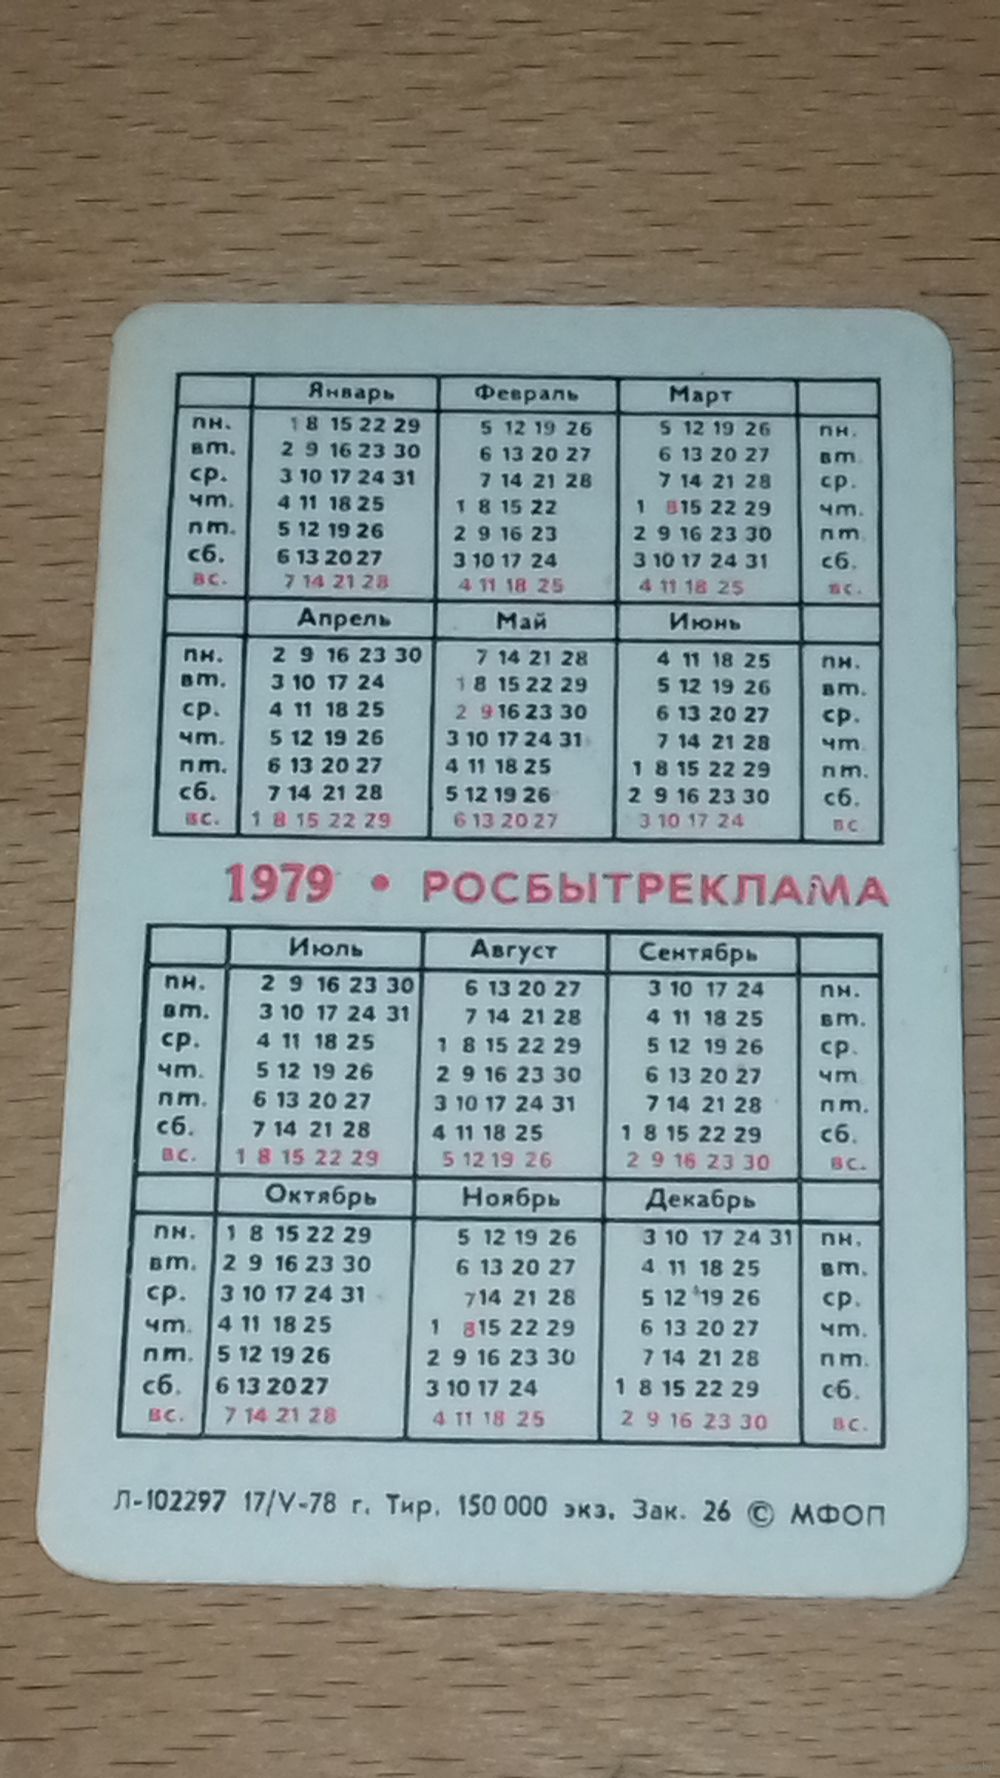 Январь Февраль Март
пн. 1 8 15 22 29 5 12 19 26 5 12 19 26 пн.
вт. 2 9 16 23 30 6 13 20 27 6 13 20 27 вт.
ср. 3 10 17 24 31 7 14 21 28 7 14 21 28 ср.
чт. 4 11 18 25 1 8 15 22 1 8 15 22 29 чт.
пт. 5 12 19 26 2 9 16 23 2 9 16 23 30 пт.
сб. 6 13 20 27 3 10 17 24 3 10 17 24 31 сб.
вс. 7 14 21 28 4 11 18 25 4 11 18 25 вс.
Апрель Май Июнь
пн. 2 9 16 23 30 7 14 21 28 4 11 18 25 пн.
вт. 3 10 17 24 1 8 15 22 29 5 12 19 26 вт.
ср. 4 11 18 25 2 9 16 23 30 6 13 20 27 ср.
чт. 5 12 19 26 3 10 17 24 31 7 14 21 28 чт.
пт. 6 13 20 27 4 11 18 25 1 8 15 22 29 пт.
сб. 7 14 21 28 5 12 19 26 2 9 16 23 30 сб.
вс. 1 8 15 22 29 6 13 20 27 3 10 17 24 вс
1979 • РОСБЫТРЕКЛАМА
Июль Август Сентябрь
пн. 2 9 16 23 30 6 13 20 27 3 10 17 24 пн.
вт. 3 10 17 24 31 7 14 21 28 4 11 18 25 вт.
ср. 4 11 18 25 1 8 15 22 29 5 12 19 26 ср.
чт. 5 12 19 26 2 9 16 23 30 6 13 20 27 чт
пт. 6 13 20 27 3 10 17 24 31 7 14 21 28 пт.
сб. 7 14 21 28 4 11 18 25 1 8 15 22 29 сб.
вс. 1 8 15 22 29 5 12 19 26 2 9 16 23 30 вс.
Октябрь Ноябрь Декабрь
пн. 1 8 15 22 29 5 12 19 26 3 10 17 24 31 пн.
вт. 2 9 16 23 30 6 13 20 27 4 11 18 25 вт.
ср. 3 10 17 24 31 7 14 21 28 5 12 19 26 ср.
чт. 4 11 18 25 1 8 15 22 29 6 13 20 27 чт.
пт. 5 12 19 26 2 9 16 23 30 7 14 21 28 пт.
сб. 6 13 20 27 3 10 17 24 1 8 15 22 29 сб.
вс. 7 14 21 28 4 11 18 25 2 9 16 23 30 вс.
Л-102297 17/V-78 г. Тир. 150 000 экз. Зак. 26 © МФОП